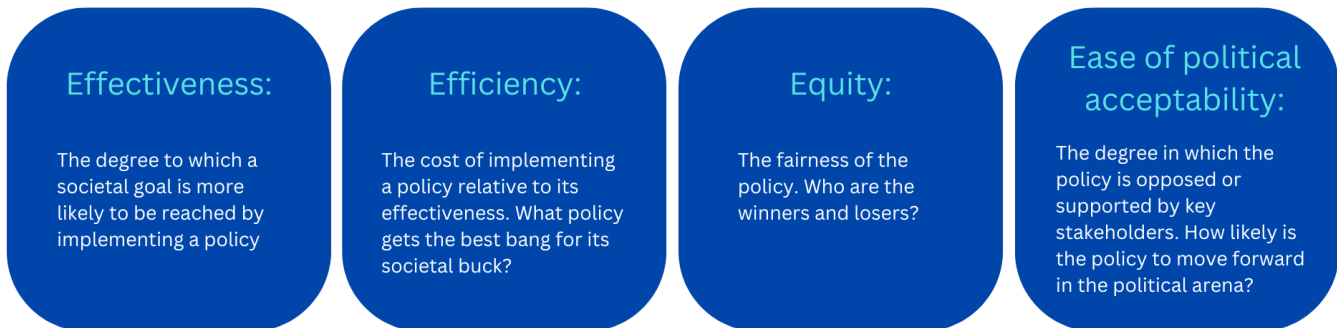 Effectiveness:
The degree to which a
societal goal is more
likely to be reached by
implementing a policy
Efficiency:
The cost of implementing
a policy relative to its
effectiveness. What policy
gets the best bang for its
societal buck?
Equity:
The fairness of the
policy. Who are the
winners and losers?
Ease of political
acceptability:
The degree in which the
policy is opposed or
supported by key
stakeholders. How likely is
the policy to move forward
in the political arena?